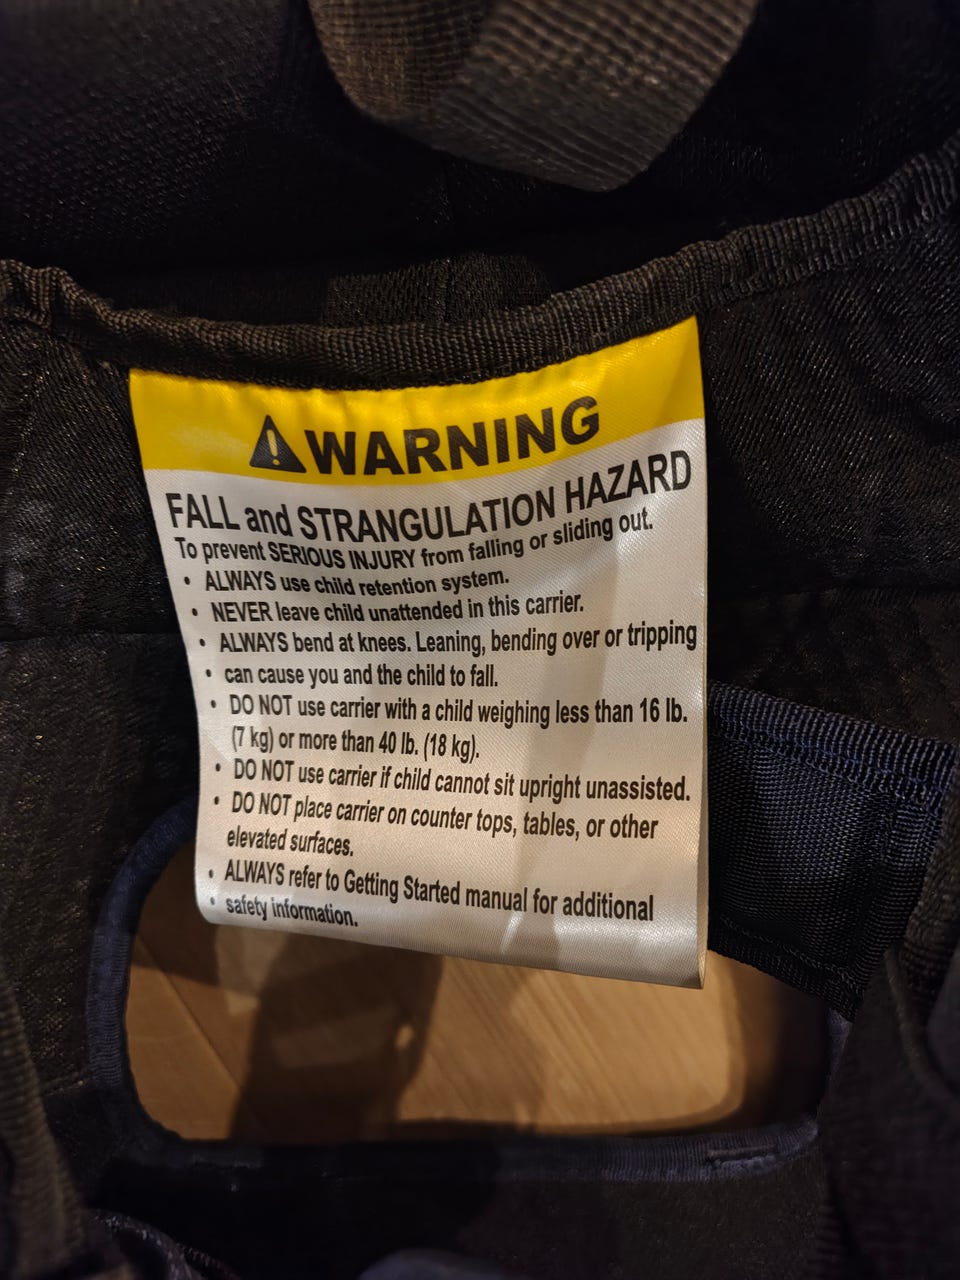 ⚠WARNING
FALL and STRANGULATION HAZARD
To prevent SERIOUS INJURY from falling or sliding out.
• ALWAYS use child retention system.
• NEVER leave child unattended in this carrier.
• ALWAYS bend at knees. Leaning, bending over or tripping
• can cause you and the child to fall.
• DO NOT use carrier with a child weighing less than 16 lb.
(7 kg) or more than 40 lb. (18 kg).
• DO NOT use carrier if child cannot sit upright unassisted.
• DO NOT place carrier on counter tops, tables, or other
elevated surfaces.
• ALWAYS refer to Getting Started manual for additional
• safety information.